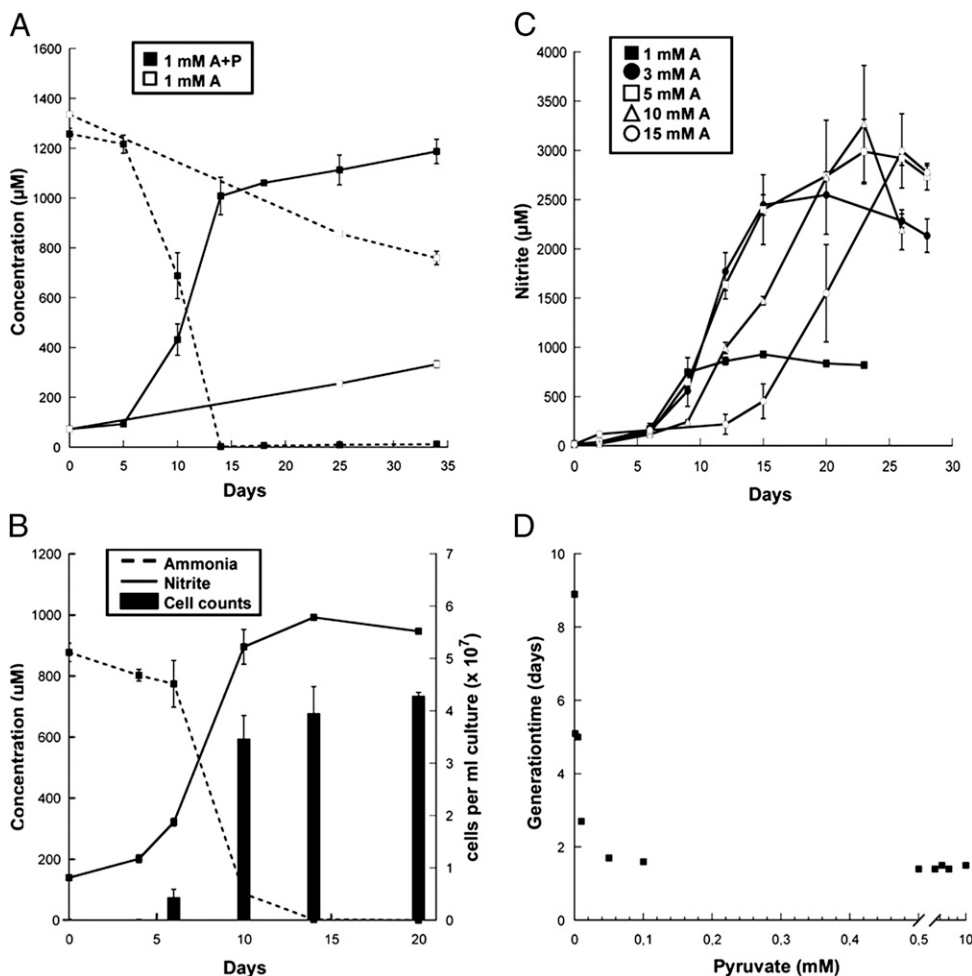 A
1 mM A+P
1 mM A
Concentration (µM)
1600
1400
1200
1000
800
600
400
200
0
0 5 10 15 20 25 30 35
Days
C
1 mM A
3 mM A
5 mM A
10 mM A
15 mM A
Nitrite (µM)
4000
3500
3000
2500
2000
1500
1000
500
0
0 5 10 15 20 25 30
Days
B
Ammonia
Nitrite
Cell counts
Concentration (µM)
1200
1000
800
600
400
200
0
7
6
5
4
3
2
1
0
cells per ml culture (x 10⁷)
0 5 10 15 20
Days
D
Generationtime (days)
10
8
6
4
2
0
0 0,1 0,2 0,3 0,4 0,5 10
Pyruvate (mM)